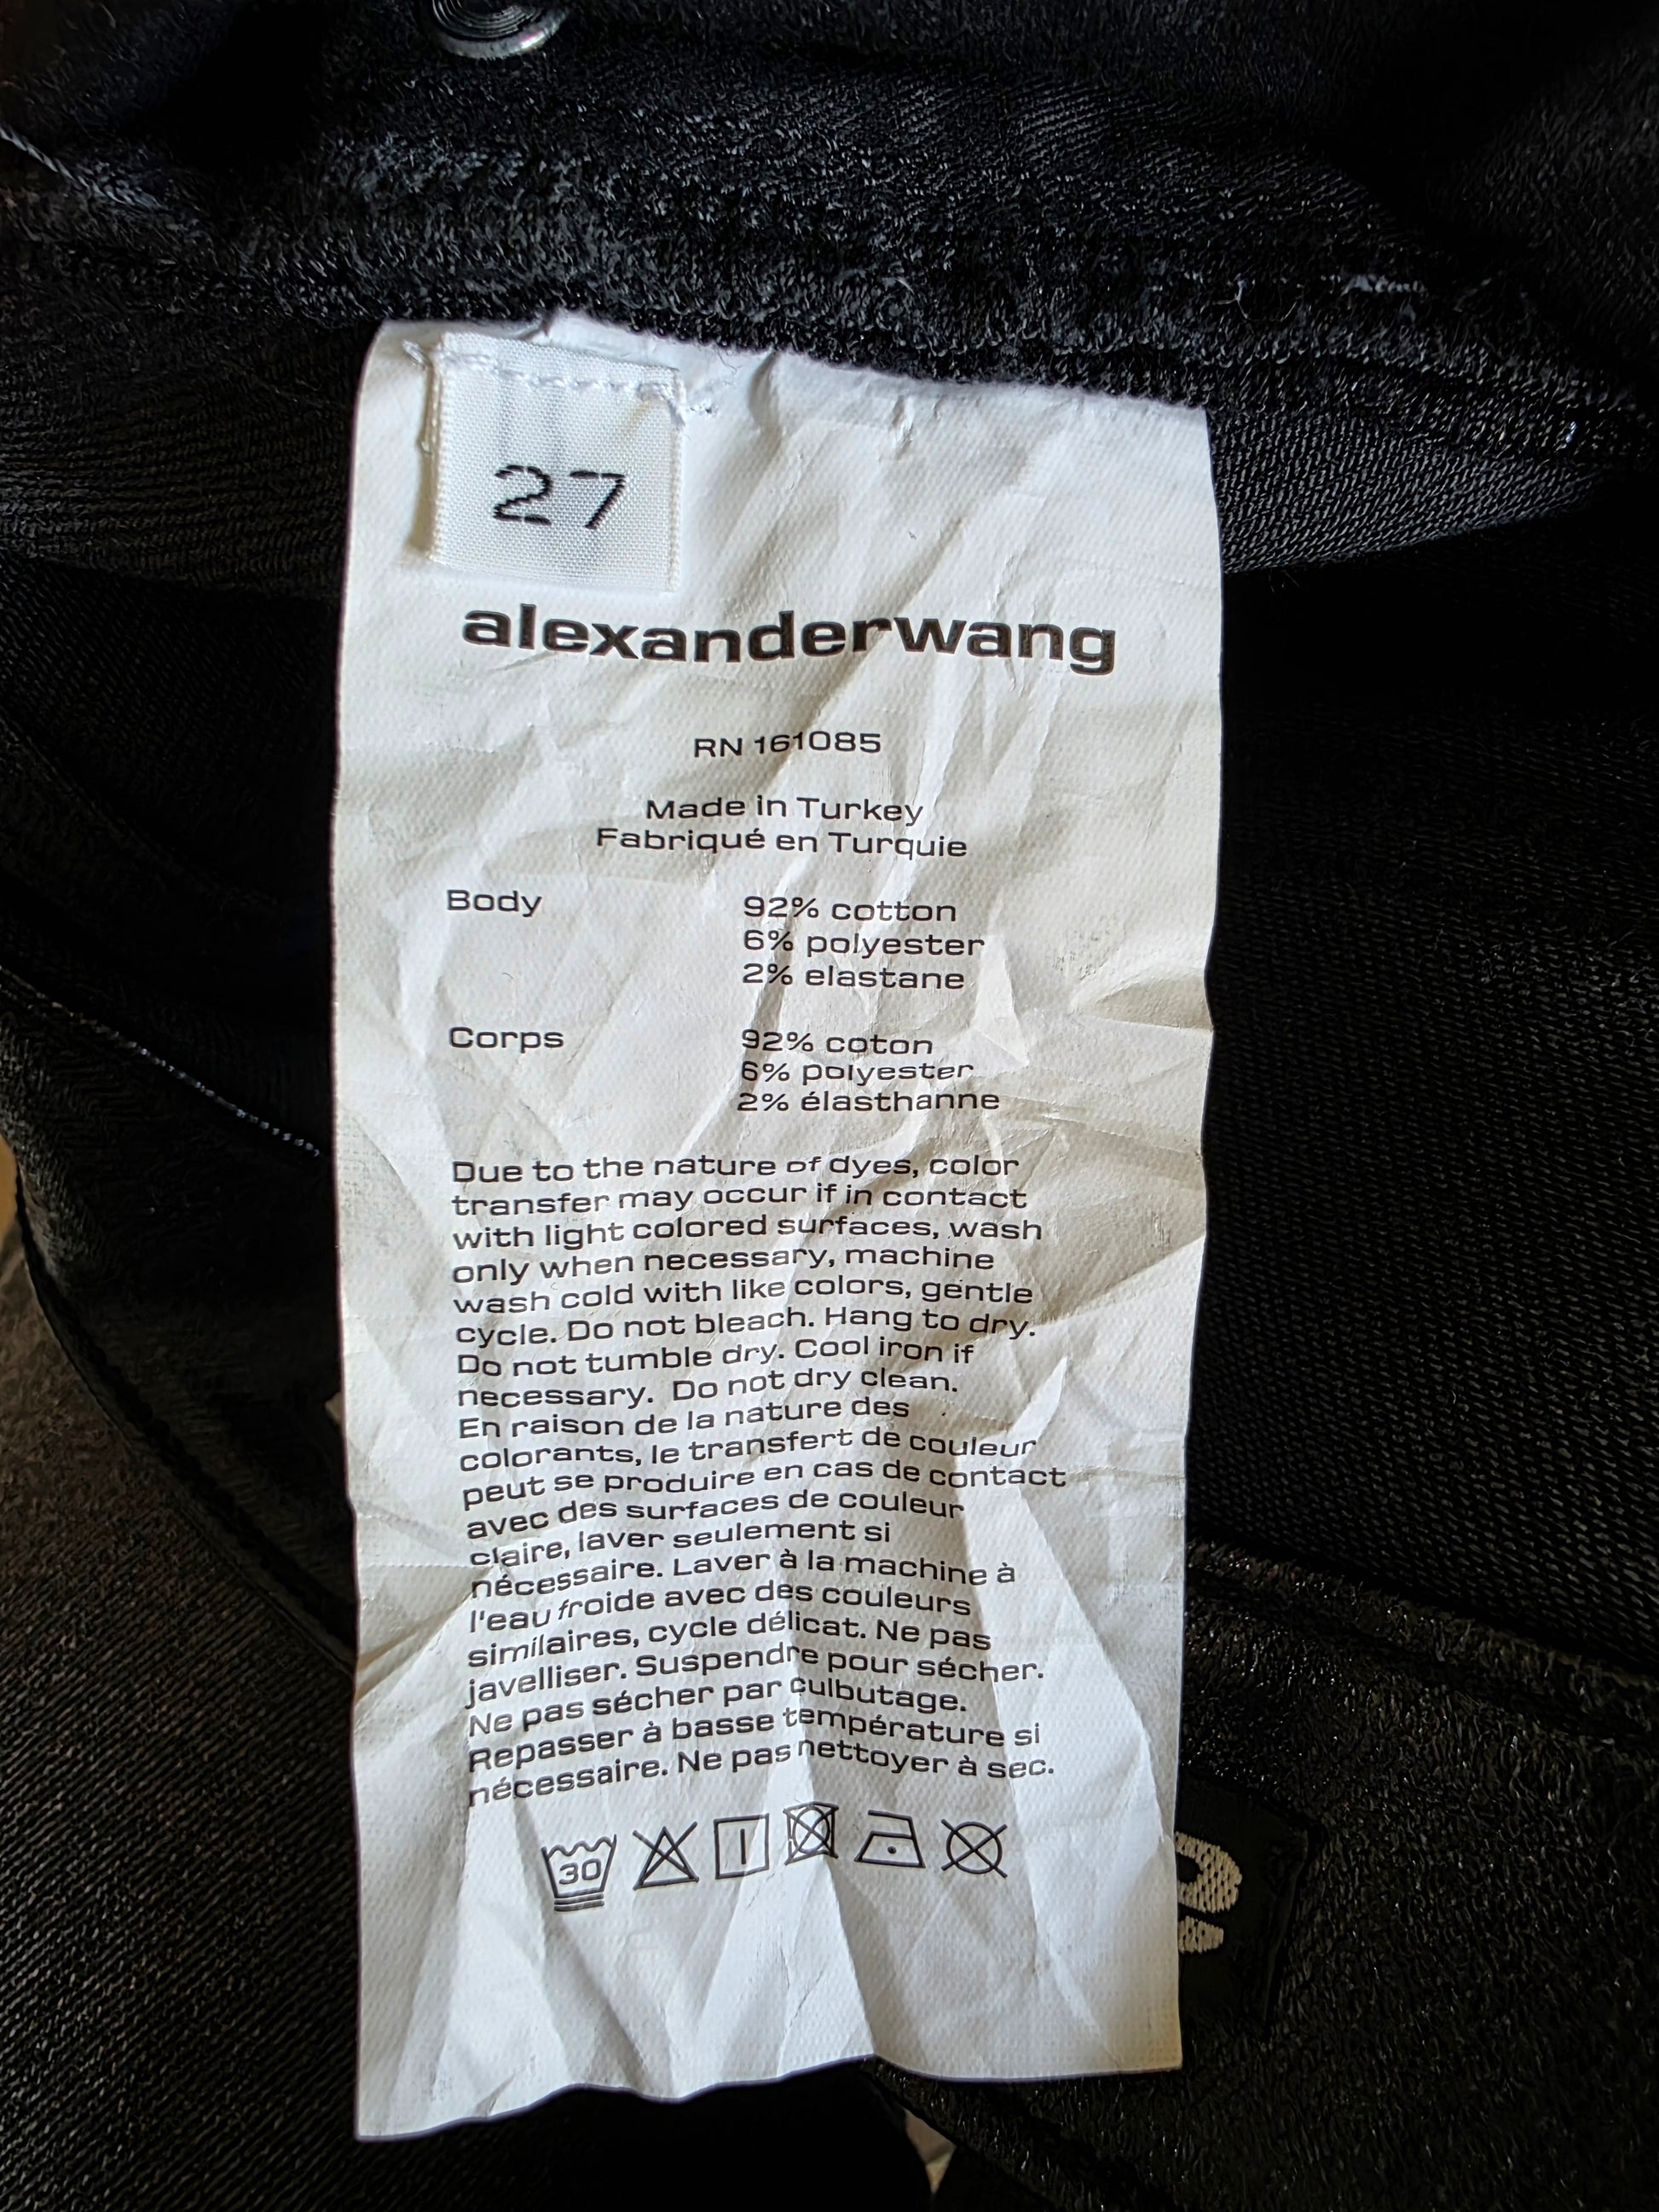 27
alexanderwang
RN 161085
Made in Turkey
Fabriqué en Turquie
Body 92% cotton
6% polyester
2% elastane
Corps 92% coton
6% polyester
2% élasthanne
Due to the nature of dyes, color
transfer may occur if in contact
with light colored surfaces, wash
only when necessary, machine
wash cold with like colors, gentle
cycle. Do not bleach. Hang to dry.
Do not tumble dry. Cool iron if
necessary. Do not dry clean.
En raison de la nature des
colorants, le transfert de couleur
peut se produire en cas de contact
avec des surfaces de couleur
claire, laver seulement si
nécessaire. Laver à la machine à
l'eau froide avec des couleurs
similaires, cycle délicat. Ne pas
javelliser. Suspendre pour sécher.
Ne pas sécher par culbutage.
Repasser à basse température si
nécessaire. Ne pas nettoyer à sec.
30